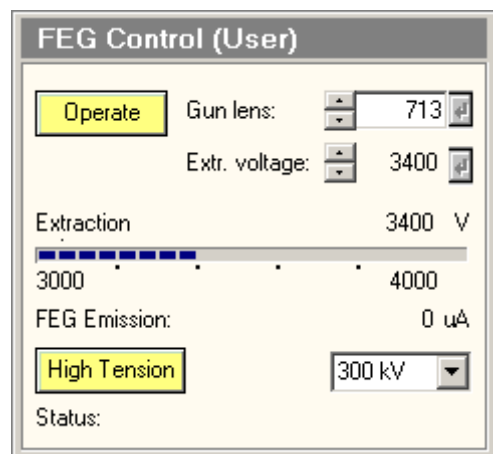 FEG Control (User)
Operate Gun lens: 713
Extr. voltage: 3400
Extraction 3400 V
3000 4000
FEG Emission: 0 uA
High Tension 300 kV
Status: